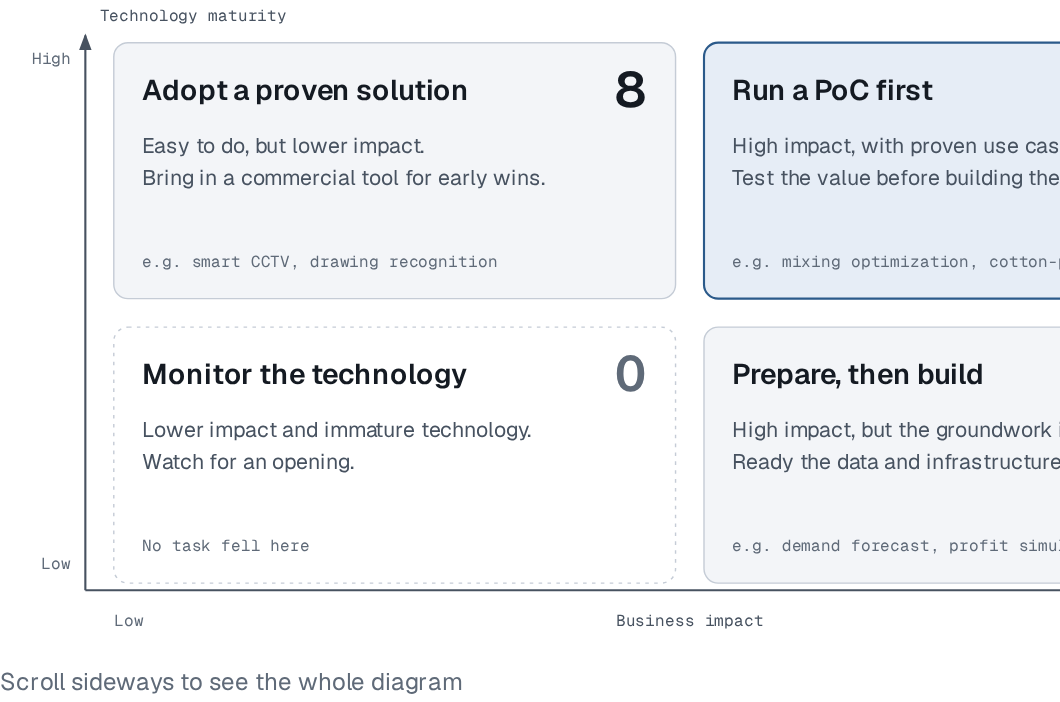 Technology maturity
High
Adopt a proven solution
8
Easy to do, but lower impact.
Bring in a commercial tool for early wins.
e.g. smart CCTV, drawing recognition
Run a PoC first
High impact, with proven use
Test the value before building the
e.g. mixing optimization,
Monitor the technology
0
Lower impact and immature technology.
Watch for an opening.
No task fell here
Prepare, then build
High impact, but the groundwork
Ready the data and infrastructure
e.g. demand forecast, profit
Low
Low
Business impact
Scroll sideways to see the whole diagram